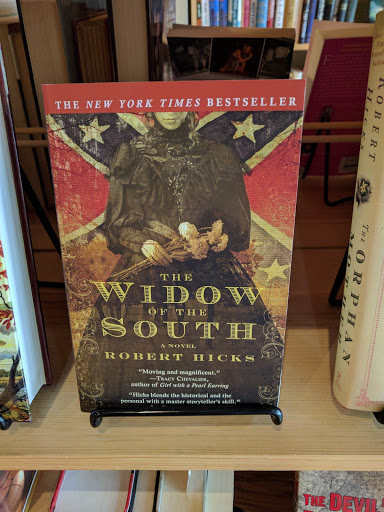 THE NEW YORK TIMES BESTSELLER
THE
WIDOW
OF THE
SOUTH
A NOVEL
ROBERT HICKS
"Moving and magnificent."
—TRACY CHEVALIER,
author of Girl with a Pearl Earring
"Hicks blends the historical and the
personal with a master storyteller's skill."
ROBERT HICKS
THE ORPHAN
THE DEVIL